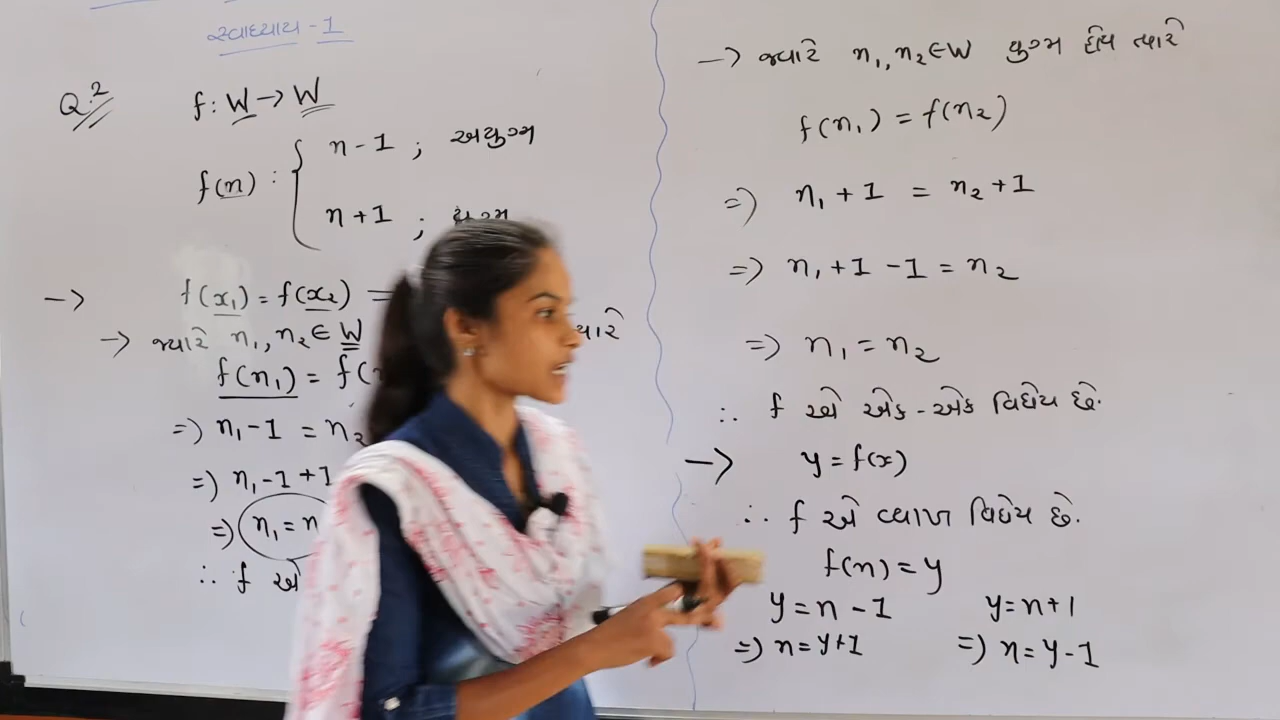 સ્વાધ્યાય - 1
Q.2 f : W → W
f(n) : { n - 1 ; અયુગ્મ
n + 1 ; યુગ્મ
→ f(x₁) = f(x₂) =
→ જ્યારે n₁, n₂ ∈ W
f(n₁) = f(
⇒ n₁ - 1 = n₂
⇒ n₁ - 1 + 1
⇒ n₁ = n
∴ f એ
→ જ્યારે n₁, n₂ ∈ W યુગ્મ હોય ત્યારે
f(n₁) = f(n₂)
⇒ n₁ + 1 = n₂ + 1
⇒ n₁ + 1 - 1 = n₂
⇒ n₁ = n₂
∴ f એ એક - એક વિધેય છે.
→ y = f(x)
∴ f એ વ્યાપ્ત વિધેય છે.
f(n) = y
y = n - 1 y = n + 1
⇒ n = y + 1 ⇒ n = y - 1